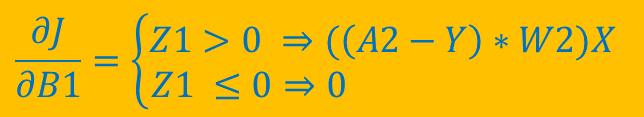 ∂J/∂B1 = { Z1 > 0 ⇒ ((A2 − Y) ∗ W2)X
Z1 ≤ 0 ⇒ 0